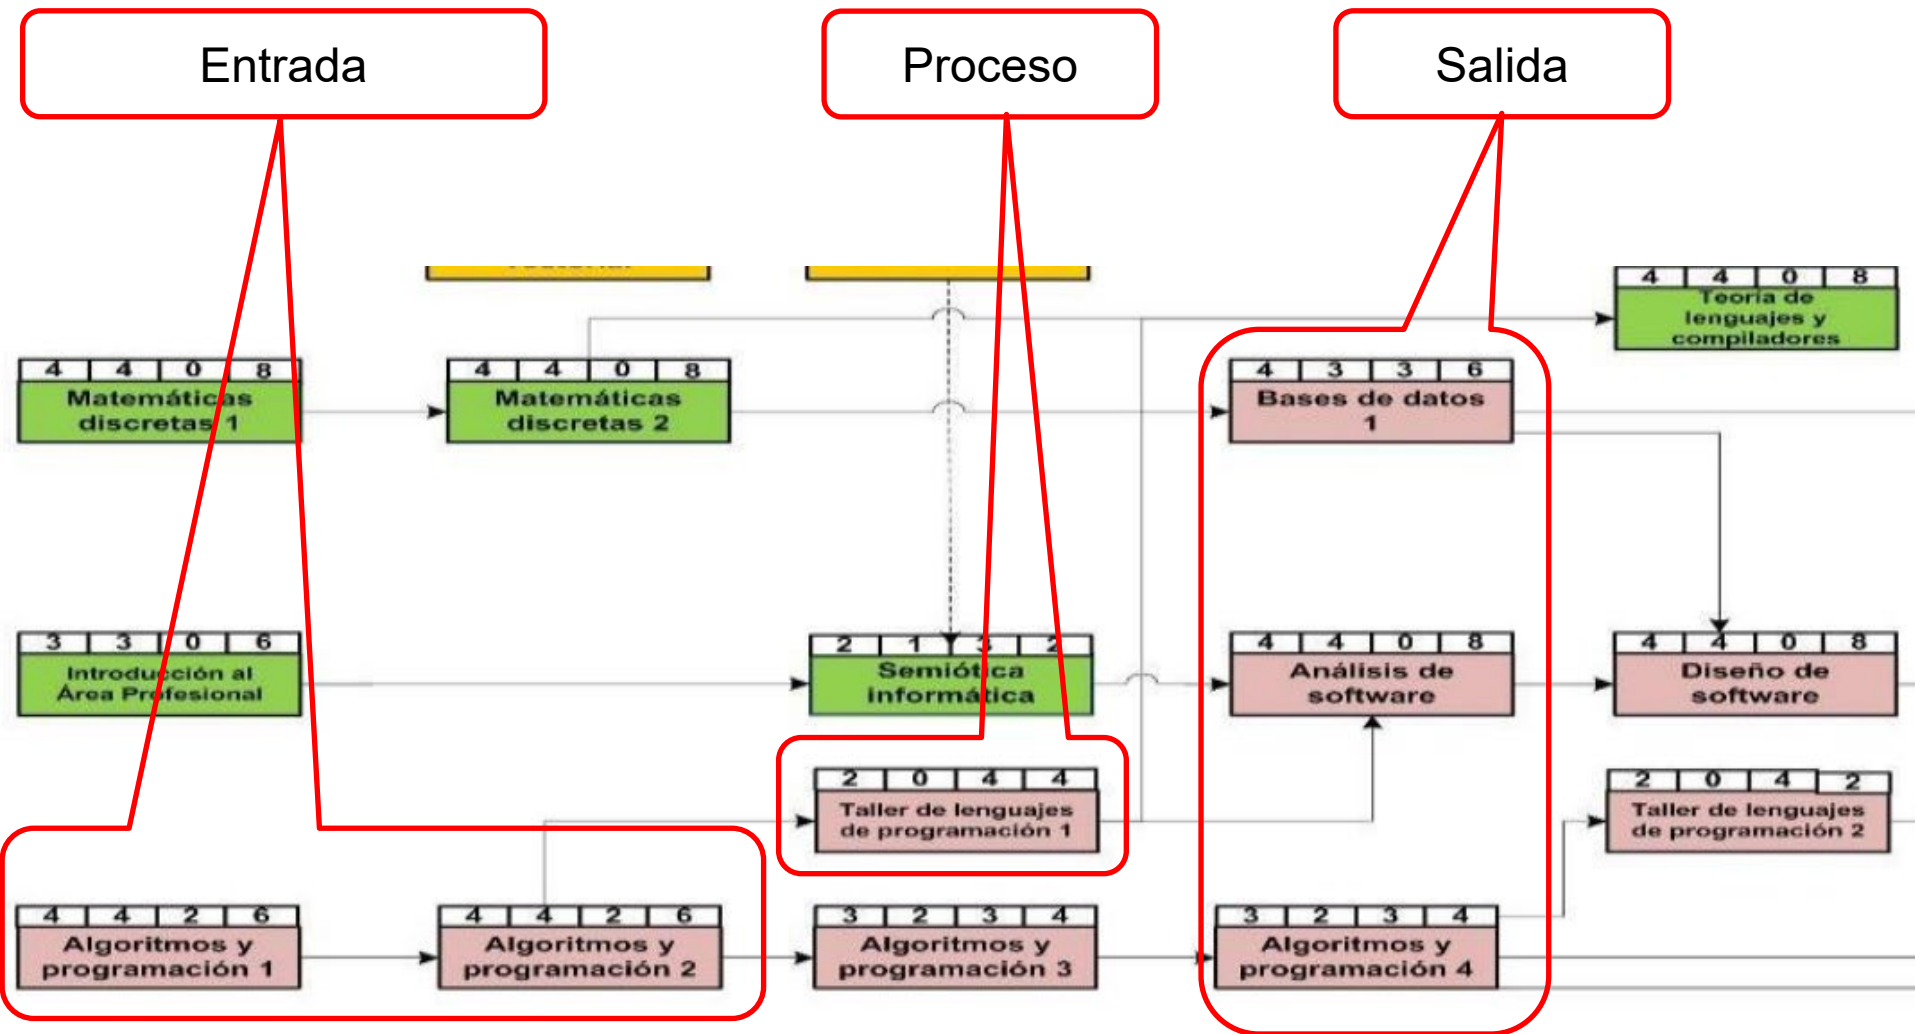 Entrada
Proceso
Salida
4 4 0 8
Teoría de
lenguajes y
compiladores
4 4 0 8
Matemáticas
discretas 1
4 4 0 8
Matemáticas
discretas 2
4 3 3 6
Bases de datos
1
3 3 0 6
Introducción al
Área Profesional
2 1 3 2
Semiótica
informática
4 4 0 8
Análisis de
software
4 4 0 8
Diseño de
software
2 0 4 4
Taller de lenguajes
de programación 1
2 0 4 2
Taller de lenguajes
de programación 2
4 4 2 6
Algoritmos y
programación 1
4 4 2 6
Algoritmos y
programación 2
3 2 3 4
Algoritmos y
programación 3
3 2 3 4
Algoritmos y
programación 4